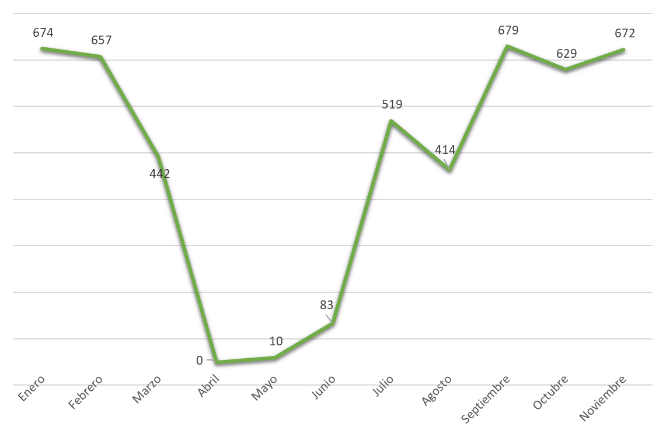 674
657
442
0
10
83
519
414
679
629
672
Enero
Febrero
Marzo
Abril
Mayo
Junio
Julio
Agosto
Septiembre
Octubre
Noviembre